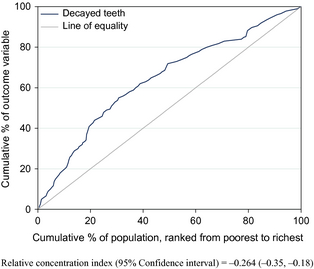 100
Decayed teeth
Line of equality
80
60
40
20
0
0 20 40 60 80 100
Cumulative % of outcome variable
Cumulative % of population, ranked from poorest to richest
Relative concentration index (95% Confidence interval) = –0.264 (–0.35, –0.18)